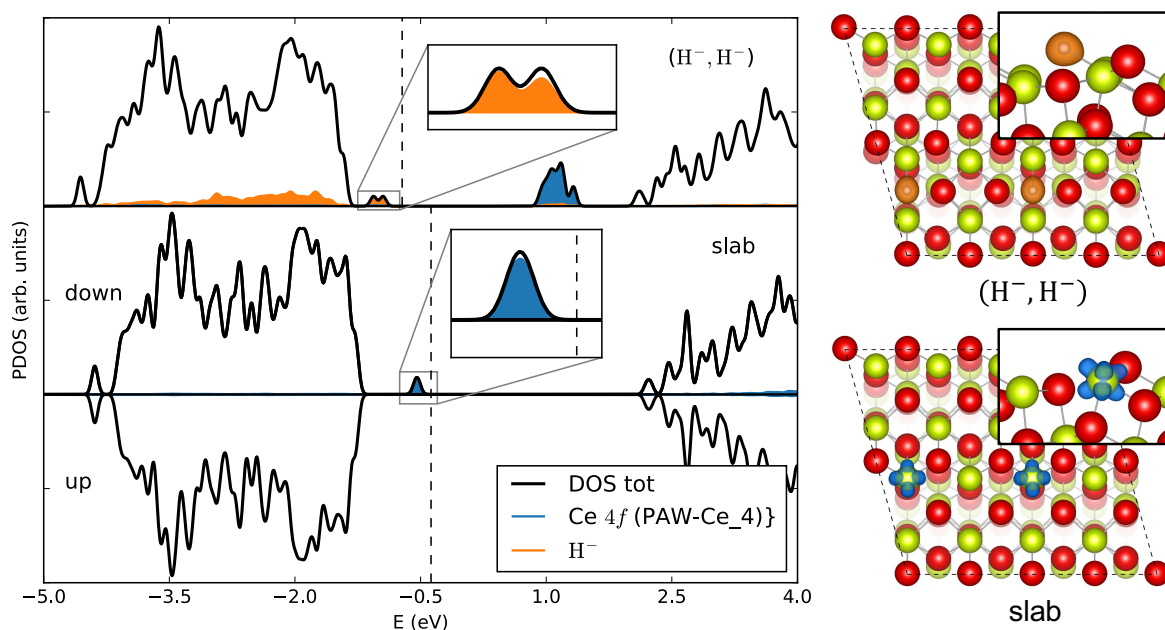 (H⁻, H⁻)
slab
down
up
PDOS (arb. units)
DOS tot
Ce 4f (PAW-Ce_4)}
H⁻
−5.0 −3.5 −2.0 −0.5 1.0 2.5 4.0
E (eV)
(H⁻, H⁻)
slab